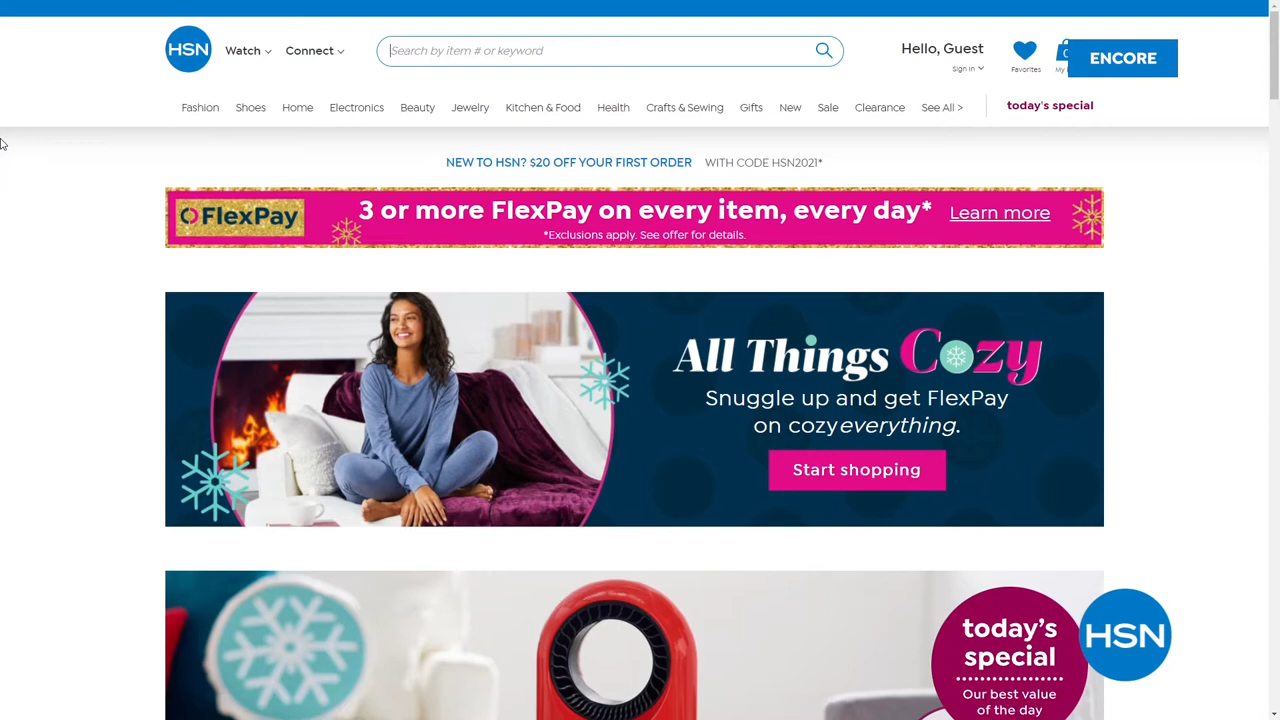 HSN
Watch
Connect
Search by item # or keyword
Hello, Guest
Sign In
Favorites
ENCORE
Fashion Shoes Home Electronics Beauty Jewelry Kitchen & Food Health Crafts & Sewing Gifts New Sale Clearance See All > today's special
NEW TO HSN? $20 OFF YOUR FIRST ORDER WITH CODE HSN2021*
FlexPay
3 or more FlexPay on every item, every day* Learn more
*Exclusions apply. See offer for details.
All Things Cozy
Snuggle up and get FlexPay
on cozy everything.
Start shopping
today's
special
Our best value
of the day
HSN